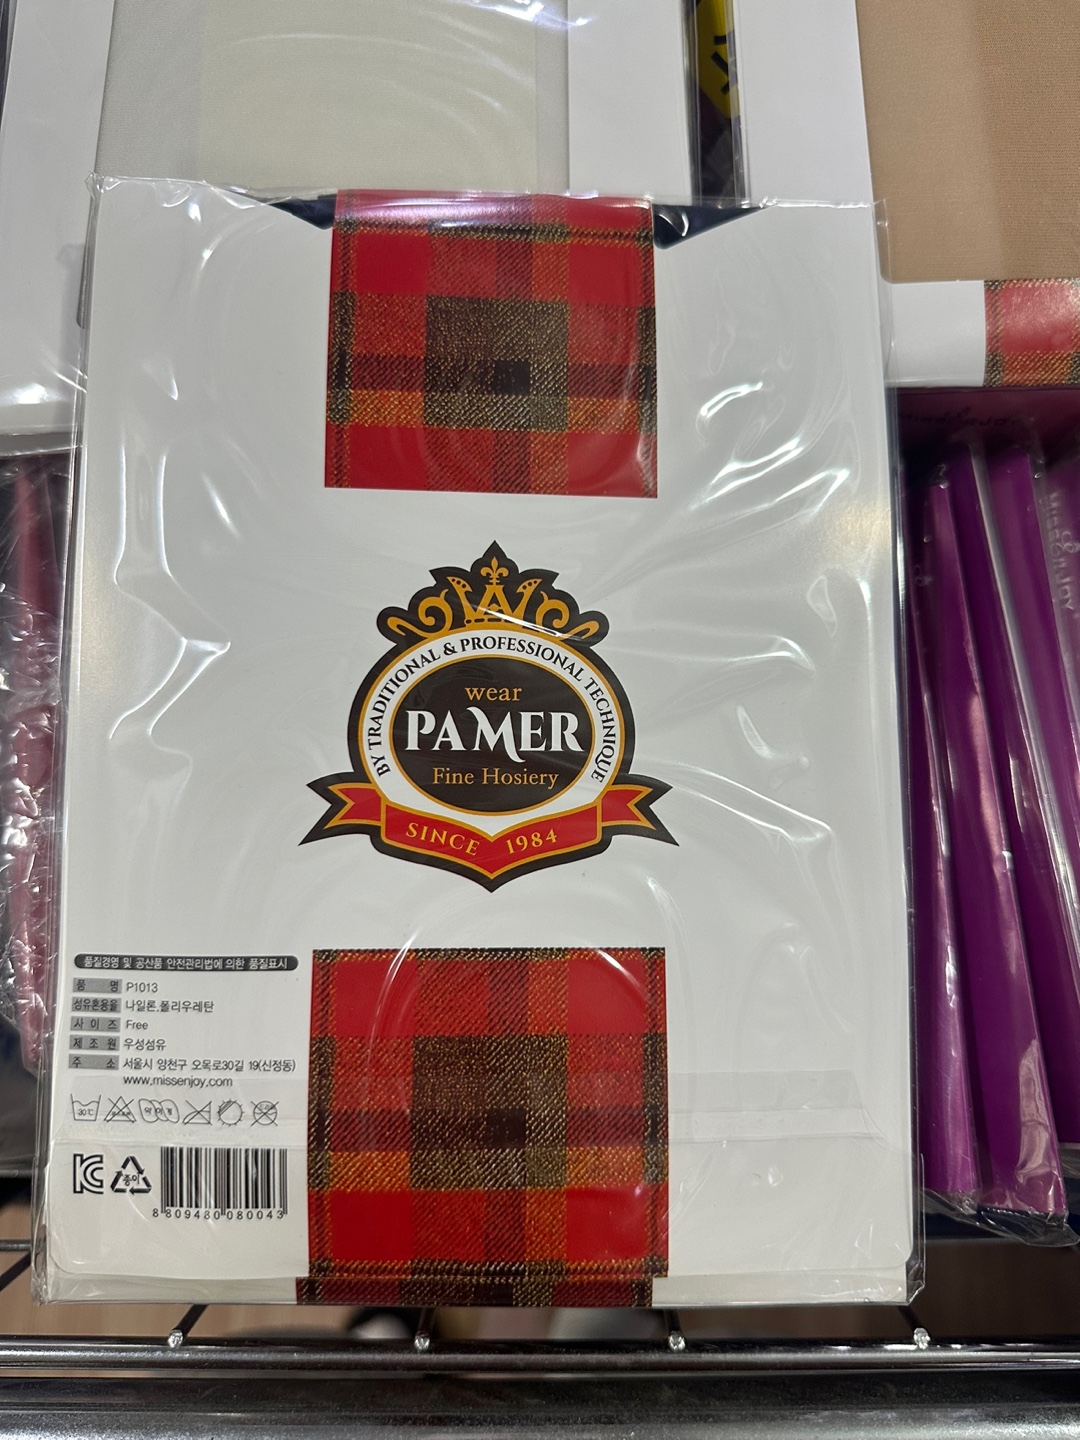 BY TRADITIONAL & PROFESSIONAL TECHNIQUE
wear
PAMER
Fine Hosiery
SINCE 1984
품질경영 및 공산품 안전관리법에 의한 품질표시
품 명 P1013
섬유혼용율 나일론,폴리우레탄
사 이 즈 Free
제 조 원 우성섬유
주 소 서울시 양천구 오목로30길 19(신정동)
www.missenjoy.com
30℃
종이
8 809480 080043
MissEnjoy